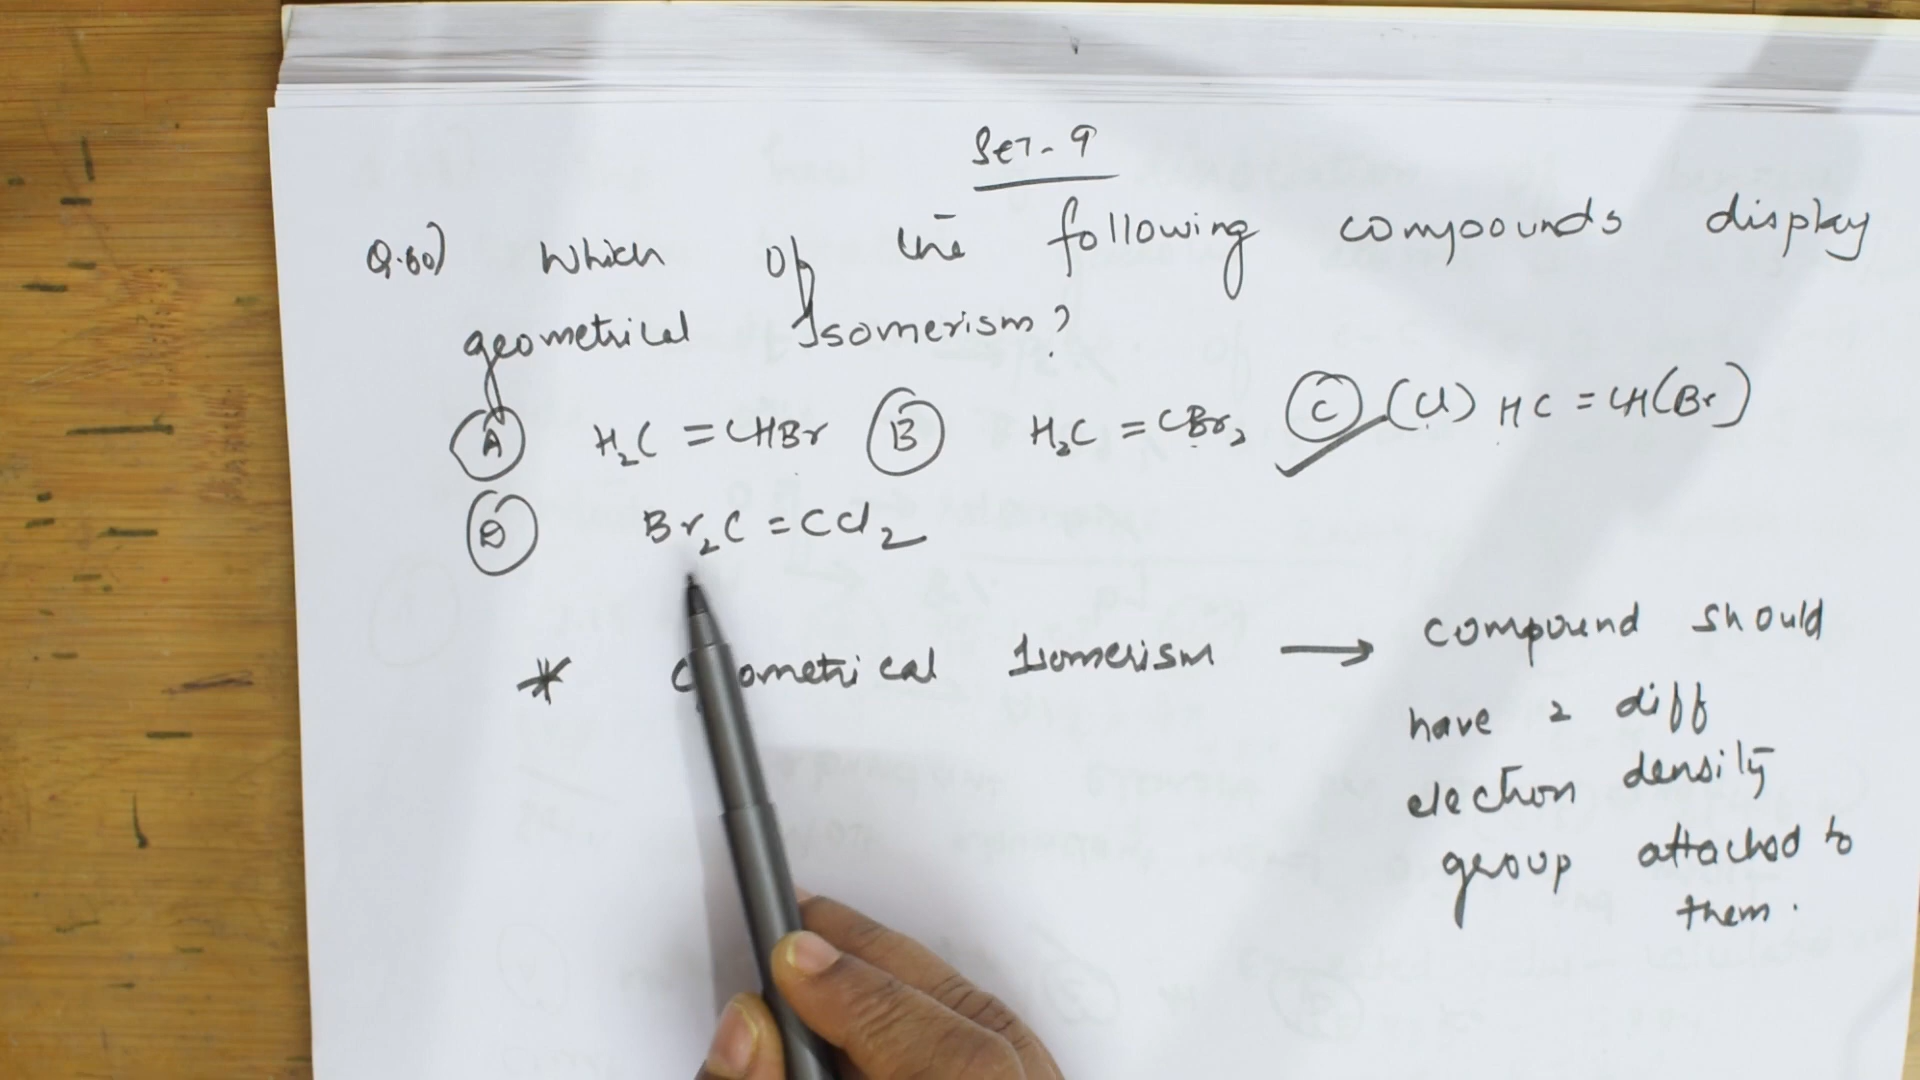 SET-9
Q.60) Which of the following compounds display
geometrical Isomerism?
(A) H₂C = CHBr (B) H₂C = CBr₂ (C) (Cl) HC = CH(Br)
(D) Br₂C = CCl₂
* ometrical Isomerism → compound should
have 2 diff
electron density
group attached to
them.